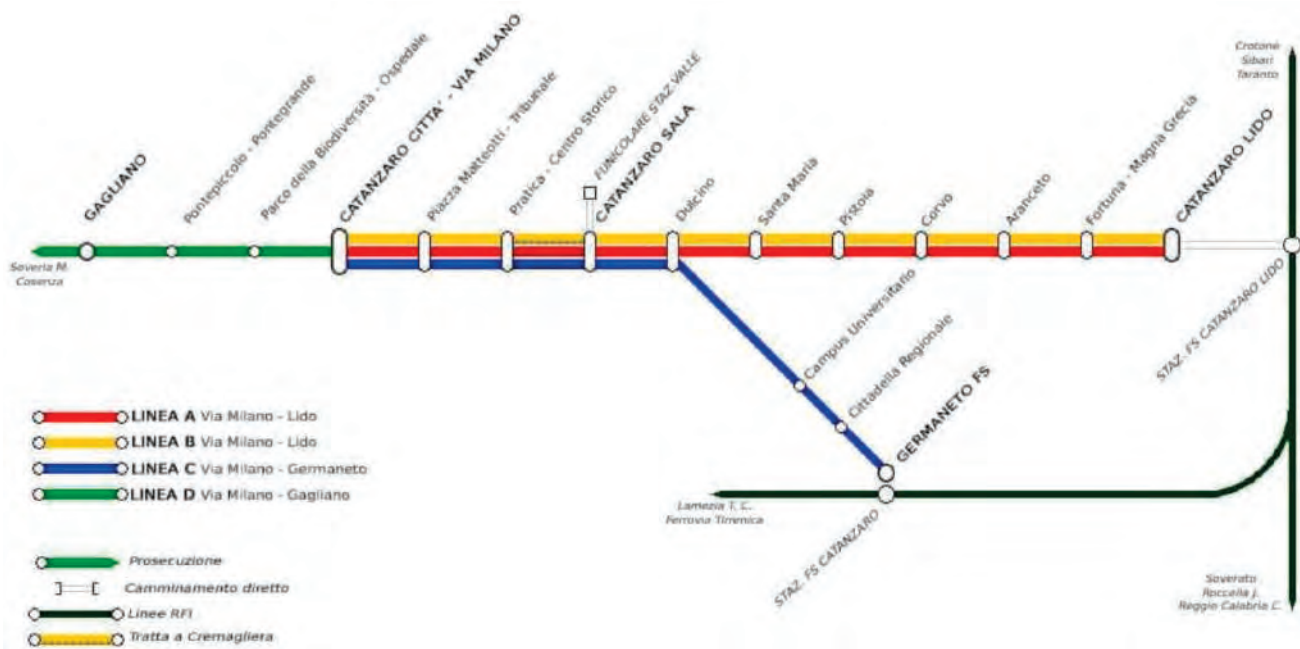 GAGLIANO
Pontepiccolo - Pontegrande
Parco della Biodiversità - Ospedale
CATANZARO CITTA' - VIA MILANO
Piazza Matteotti - Tribunale
Pratica - Centro Storico
FUNICOLARE STAZ VALLE
CATANZARO SALA
Dulcino
Santa Maria
Pistoia
Corvo
Aranceto
Fortuna - Magna Grecia
CATANZARO LIDO
Crotone
Sibari
Taranto
Soveria M.
Cosenza
STAZ. FS CATANZARO LIDO
Campus Universitario
Cittadella Regionale
GERMANETO FS
LINEA A Via Milano - Lido
LINEA B Via Milano - Lido
LINEA C Via Milano - Germaneto
LINEA D Via Milano - Gagliano
Lamezia T. C.
Ferrovia Tirrenica
STAZ. FS CATANZARO
Prosecuzione
Camminamento diretto
Linee RFI
Tratta a Cremagliera
Soverato
Roccella J.
Reggio Calabria C.